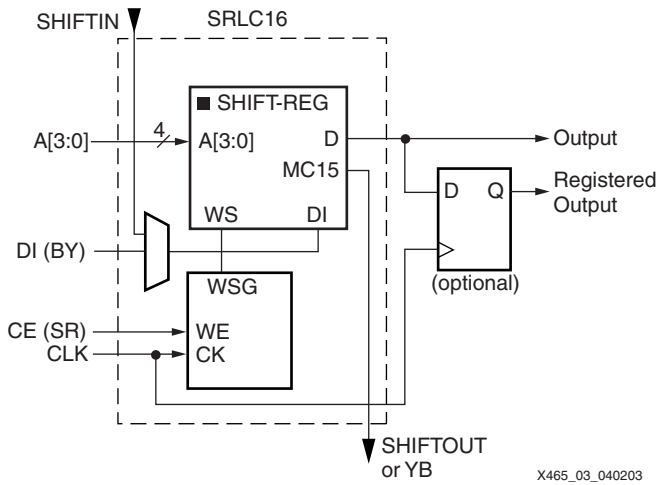 SHIFTIN
SRLC16
SHIFT-REG
A[3:0]
4
A[3:0]
D
Output
MC15
D
Q
Registered
Output
WS
DI
DI (BY)
WSG
(optional)
CE (SR)
WE
CLK
CK
SHIFTOUT
or YB
X465_03_040203